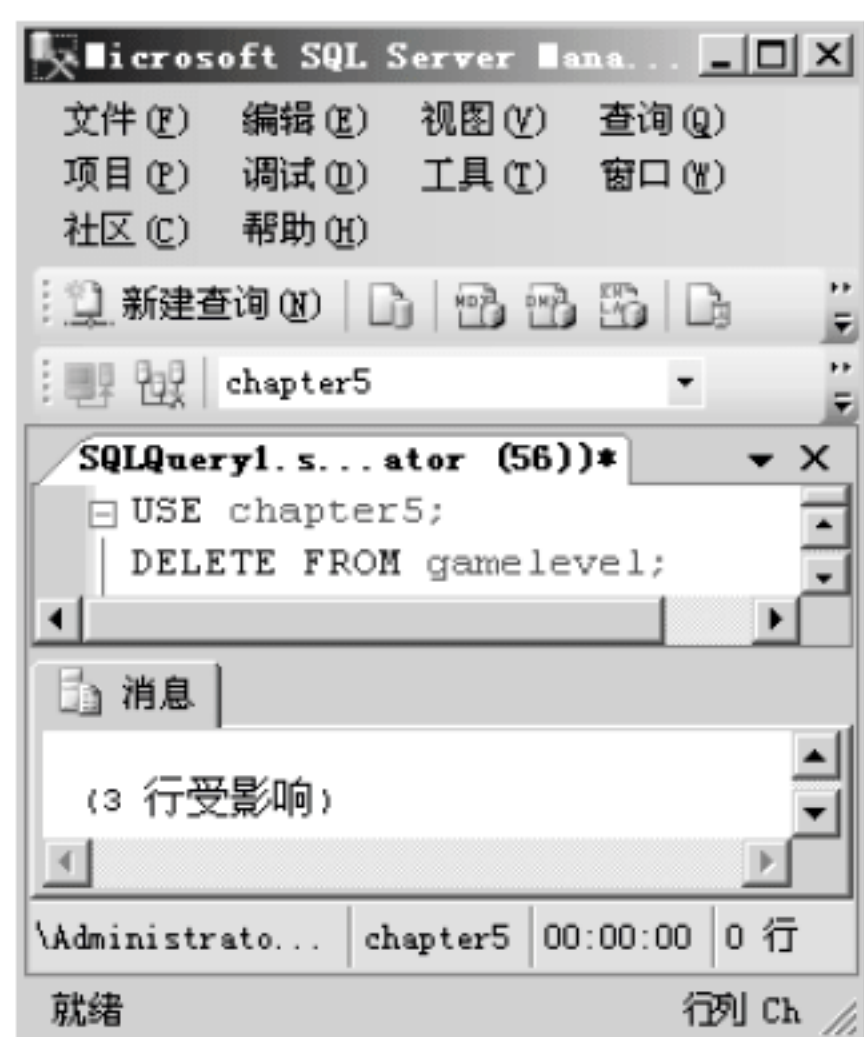 Microsoft SQL Server Mana...
文件(F) 编辑(E) 视图(V) 查询(Q)
项目(P) 调试(D) 工具(T) 窗口(W)
社区(C) 帮助(H)
新建查询(N)
chapter5
SQLQuery1.s...ator (56))*
USE chapter5;
DELETE FROM gamelevel;
消息
(3 行受影响)
\Administrato... chapter5 00:00:00 0 行
就绪 行列 Ch